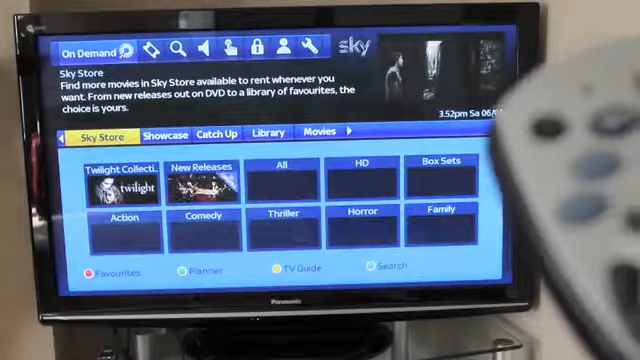 On Demand
sky
Sky Store
Find more movies in Sky Store available to rent whenever you
want. From new releases out on DVD to a library of favourites, the
choice is yours.
3.52pm Sa 06/
Sky Store Showcase Catch Up Library Movies
Twilight Collecti... New Releases All HD Box Sets
twilight
Action Comedy Thriller Horror Family
Favourites Planner TV Guide Search
Panasonic